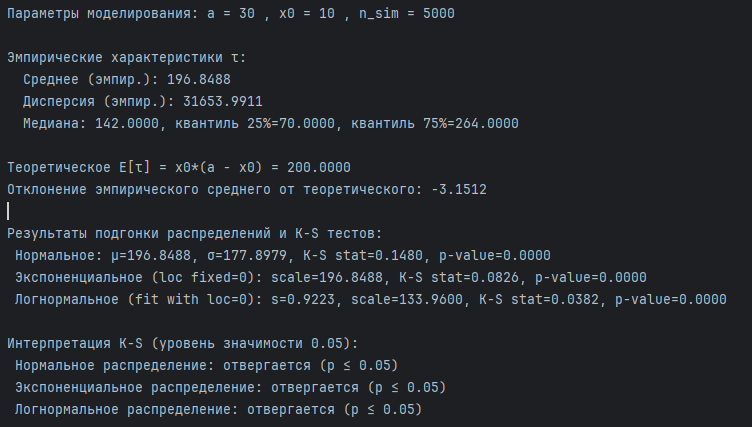 Параметры моделирования: a = 30 , x0 = 10 , n_sim = 5000
Эмпирические характеристики τ:
Среднее (эмпир.): 196.8488
Дисперсия (эмпир.): 31653.9911
Медиана: 142.0000, квантиль 25%=70.0000, квантиль 75%=264.0000
Теоретическое E[τ] = x0*(a - x0) = 200.0000
Отклонение эмпирического среднего от теоретического: -3.1512
Результаты подгонки распределений и K-S тестов:
Нормальное: μ=196.8488, σ=177.8979, K-S stat=0.1480, p-value=0.0000
Экспоненциальное (loc fixed=0): scale=196.8488, K-S stat=0.0826, p-value=0.0000
Логнормальное (fit with loc=0): s=0.9223, scale=133.9600, K-S stat=0.0382, p-value=0.0000
Интерпретация K-S (уровень значимости 0.05):
Нормальное распределение: отвергается (p ≤ 0.05)
Экспоненциальное распределение: отвергается (p ≤ 0.05)
Логнормальное распределение: отвергается (p ≤ 0.05)